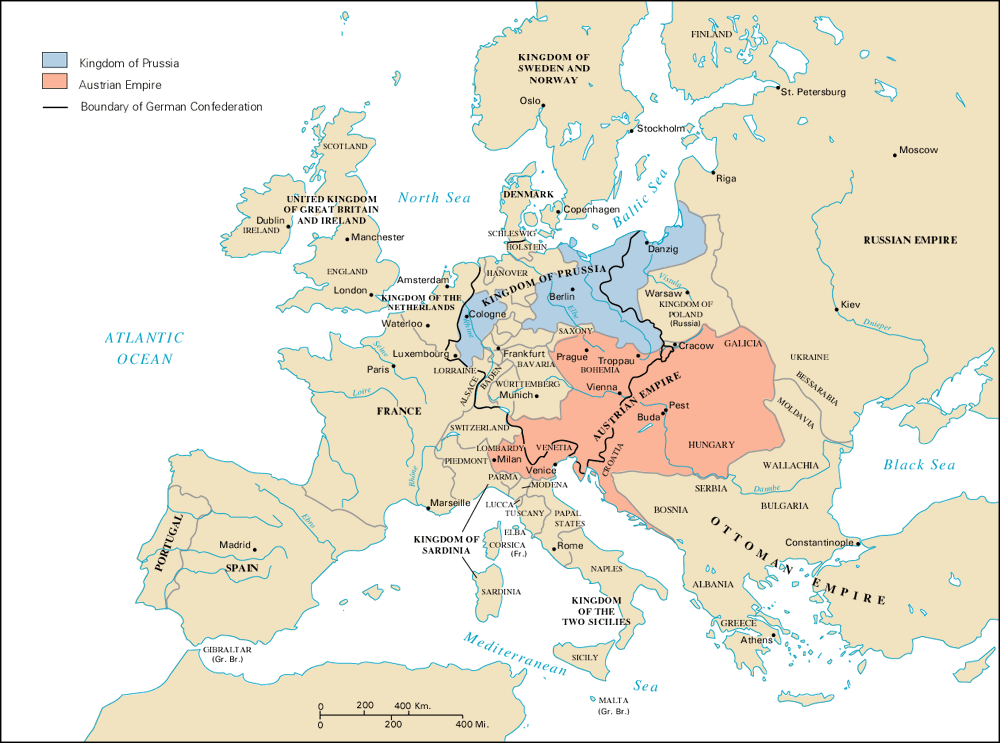 Kingdom of Prussia
Austrian Empire
Boundary of German Confederation
FINLAND
KINGDOM OF
SWEDEN AND
NORWAY
Oslo
St. Petersburg
Stockholm
Moscow
SCOTLAND
Riga
North Sea
Baltic Sea
DENMARK
UNITED KINGDOM
OF GREAT BRITAIN
AND IRELAND
Copenhagen
Dublin
IRELAND
Manchester
SCHLESWIG
HOLSTEIN
RUSSIAN EMPIRE
Danzig
ENGLAND
HANOVER
KINGDOM OF PRUSSIA
Amsterdam
Vistula
London
KINGDOM OF THE
NETHERLANDS
Berlin
Warsaw
KINGDOM OF
POLAND
(Russia)
Kiev
Dnieper
Elbe
Rhine
Cologne
Waterloo
SAXONY
ATLANTIC
OCEAN
Seine
Luxembourg
Frankfurt
Prague
Troppau
Cracow
GALICIA
BAVARIA
BOHEMIA
UKRAINE
Paris
LORRAINE
ALSACE
BADEN
WURTTEMBERG
Munich
Vienna
AUSTRIAN EMPIRE
BESSARABIA
MOLDAVIA
Loire
FRANCE
Pest
Buda
SWITZERLAND
HUNGARY
LOMBARDY
VENETIA
CROATIA
PIEDMONT
Milan
Venice
WALLACHIA
Black Sea
Rhône
PARMA
MODENA
SERBIA
Danube
Marseille
LUCCA
TUSCANY
PAPAL
STATES
BOSNIA
BULGARIA
Ebro
PORTUGAL
OTTOMAN EMPIRE
ELBA
CORSICA
(Fr.)
KINGDOM OF
SARDINIA
Rome
Constantinople
Madrid
SPAIN
NAPLES
ALBANIA
SARDINIA
KINGDOM
OF THE
TWO SICILIES
GREECE
Athens
GIBRALTAR
(Gr. Br.)
Mediterranean
Sea
SICILY
MALTA
(Gr. Br.)
0 200 400 Km.
0 200 400 Mi.